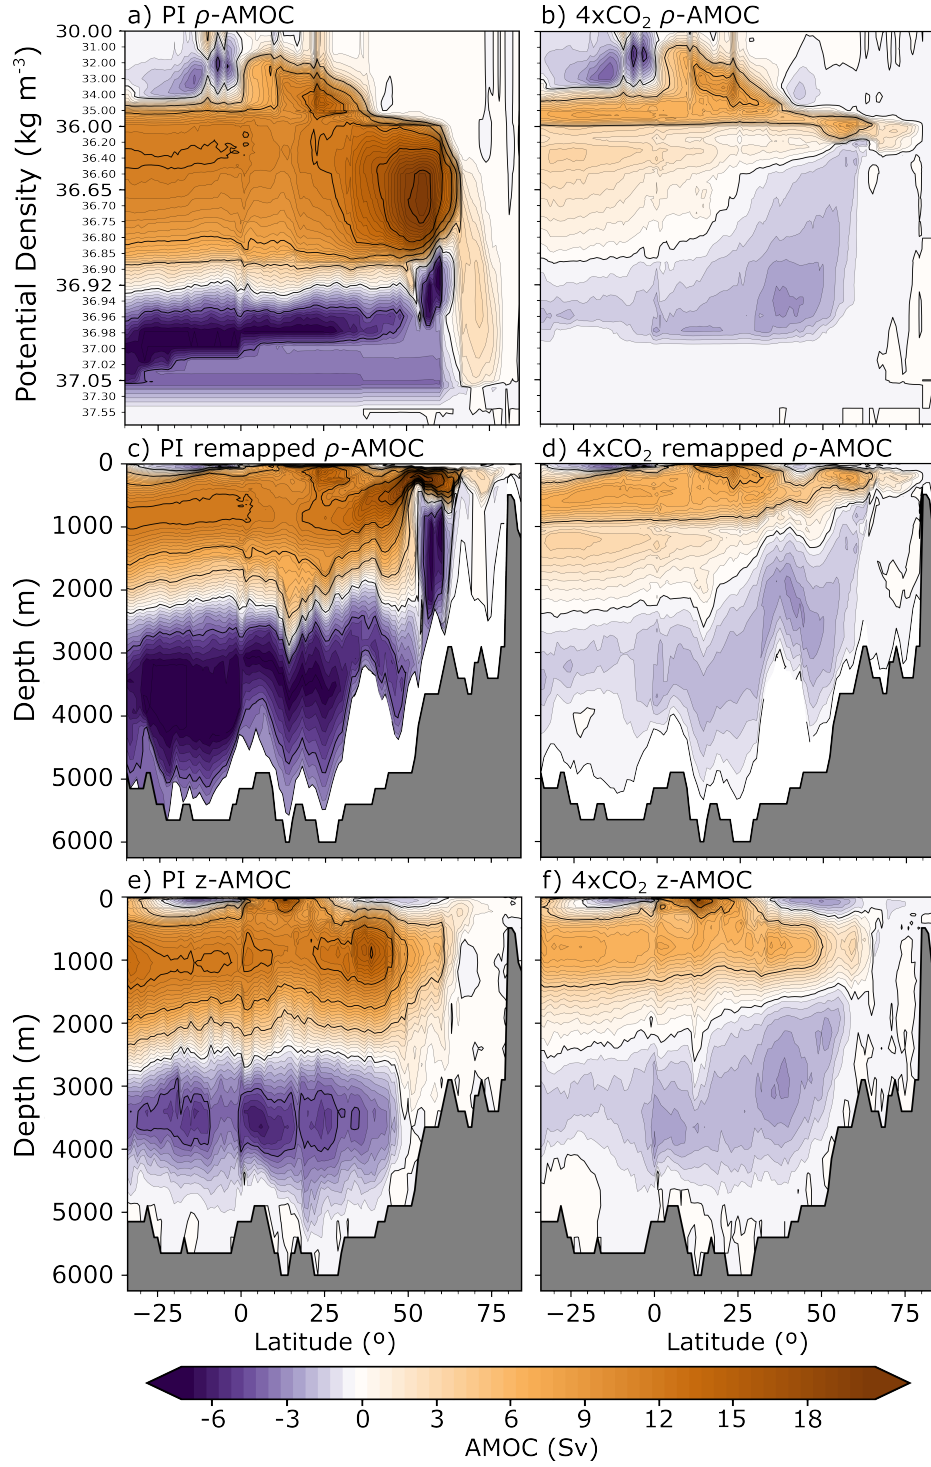 a) PI ρ-AMOC
b) 4xCO₂ ρ-AMOC
Potential Density (kg m⁻³)
30.00
31.00
32.00
33.00
34.00
35.00
36.00
36.20
36.40
36.60
36.65
36.70
36.75
36.80
36.85
36.90
36.92
36.94
36.96
36.98
37.00
37.02
37.05
37.30
37.55
c) PI remapped ρ-AMOC
d) 4xCO₂ remapped ρ-AMOC
Depth (m)
0
1000
2000
3000
4000
5000
6000
e) PI z-AMOC
f) 4xCO₂ z-AMOC
Depth (m)
0
1000
2000
3000
4000
5000
6000
−25 0 25 50 75
−25 0 25 50 75
Latitude (º)
Latitude (º)
-6 -3 0 3 6 9 12 15 18
AMOC (Sv)